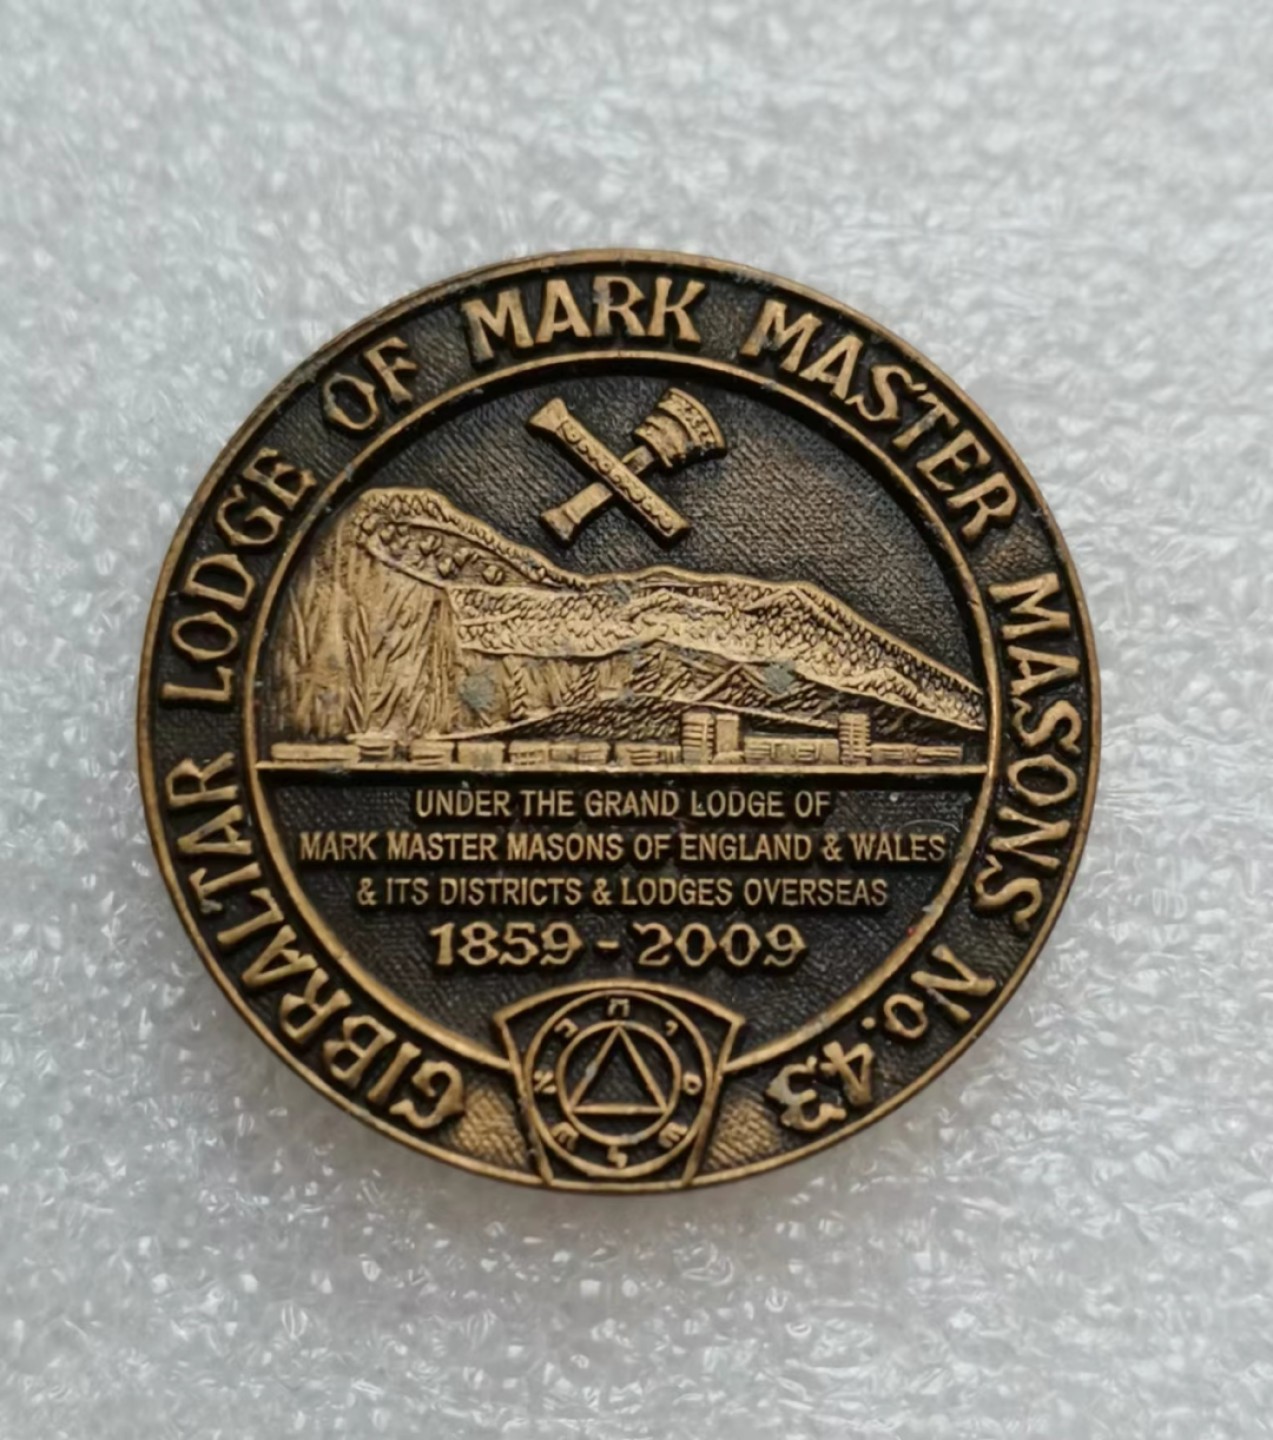 GIBRALTAR LODGE OF MARK MASTER MASONS No. 43
UNDER THE GRAND LODGE OF
MARK MASTER MASONS OF ENGLAND & WALES
& ITS DISTRICTS & LODGES OVERSEAS
1859 - 2009